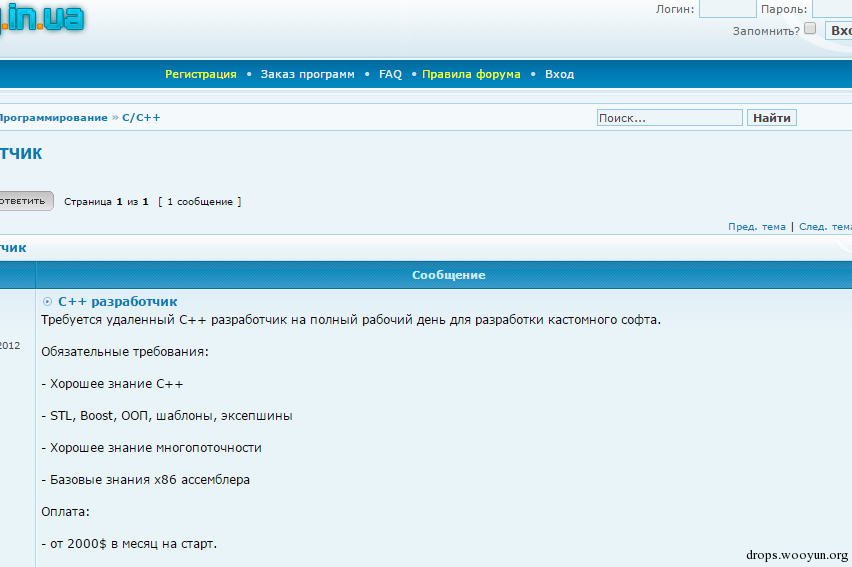 .in.ua
Логин: Пароль:
Запомнить?
Регистрация • Заказ программ • FAQ • Правила форума • Вход
Программирование » C/C++
Поиск... Найти
тчик
ответить Страница 1 из 1 [ 1 сообщение ]
Пред. тема | След. тема
чик
Сообщение
С++ разработчик
Требуется удаленный С++ разработчик на полный рабочий день для разработки кастомного софта.
2012
Обязательные требования:
- Хорошее знание С++
- STL, Boost, ООП, шаблоны, эксепшины
- Хорошее знание многопоточности
- Базовые знания x86 ассемблера
Оплата:
- от 2000$ в месяц на старт.
drops.wooyun.org